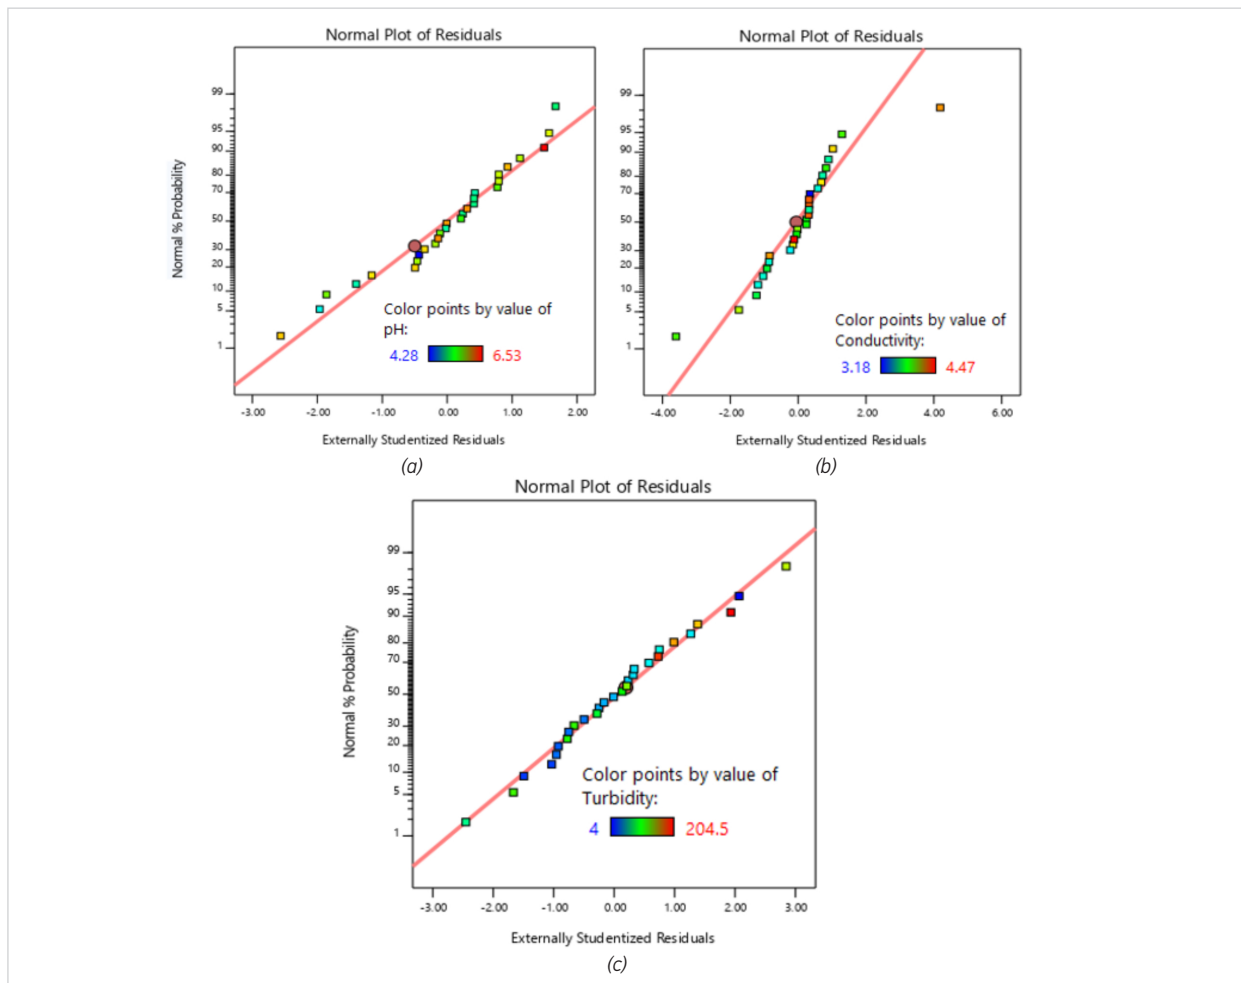 Normal Plot of Residuals
Normal % Probability
99
95
90
80
70
50
30
20
10
5
1
Color points by value of
pH:
4.28 6.53
-3.00 -2.00 -1.00 0.00 1.00 2.00
Externally Studentized Residuals
(a)
Normal Plot of Residuals
Normal % Probability
99
95
90
80
70
50
30
20
10
5
1
Color points by value of
Conductivity:
3.18 4.47
-4.00 -2.00 0.00 2.00 4.00 6.00
Externally Studentized Residuals
(b)
Normal Plot of Residuals
Normal % Probability
99
95
90
80
70
50
30
20
10
5
1
Color points by value of
Turbidity:
4 204.5
-3.00 -2.00 -1.00 0.00 1.00 2.00 3.00
Externally Studentized Residuals
(c)